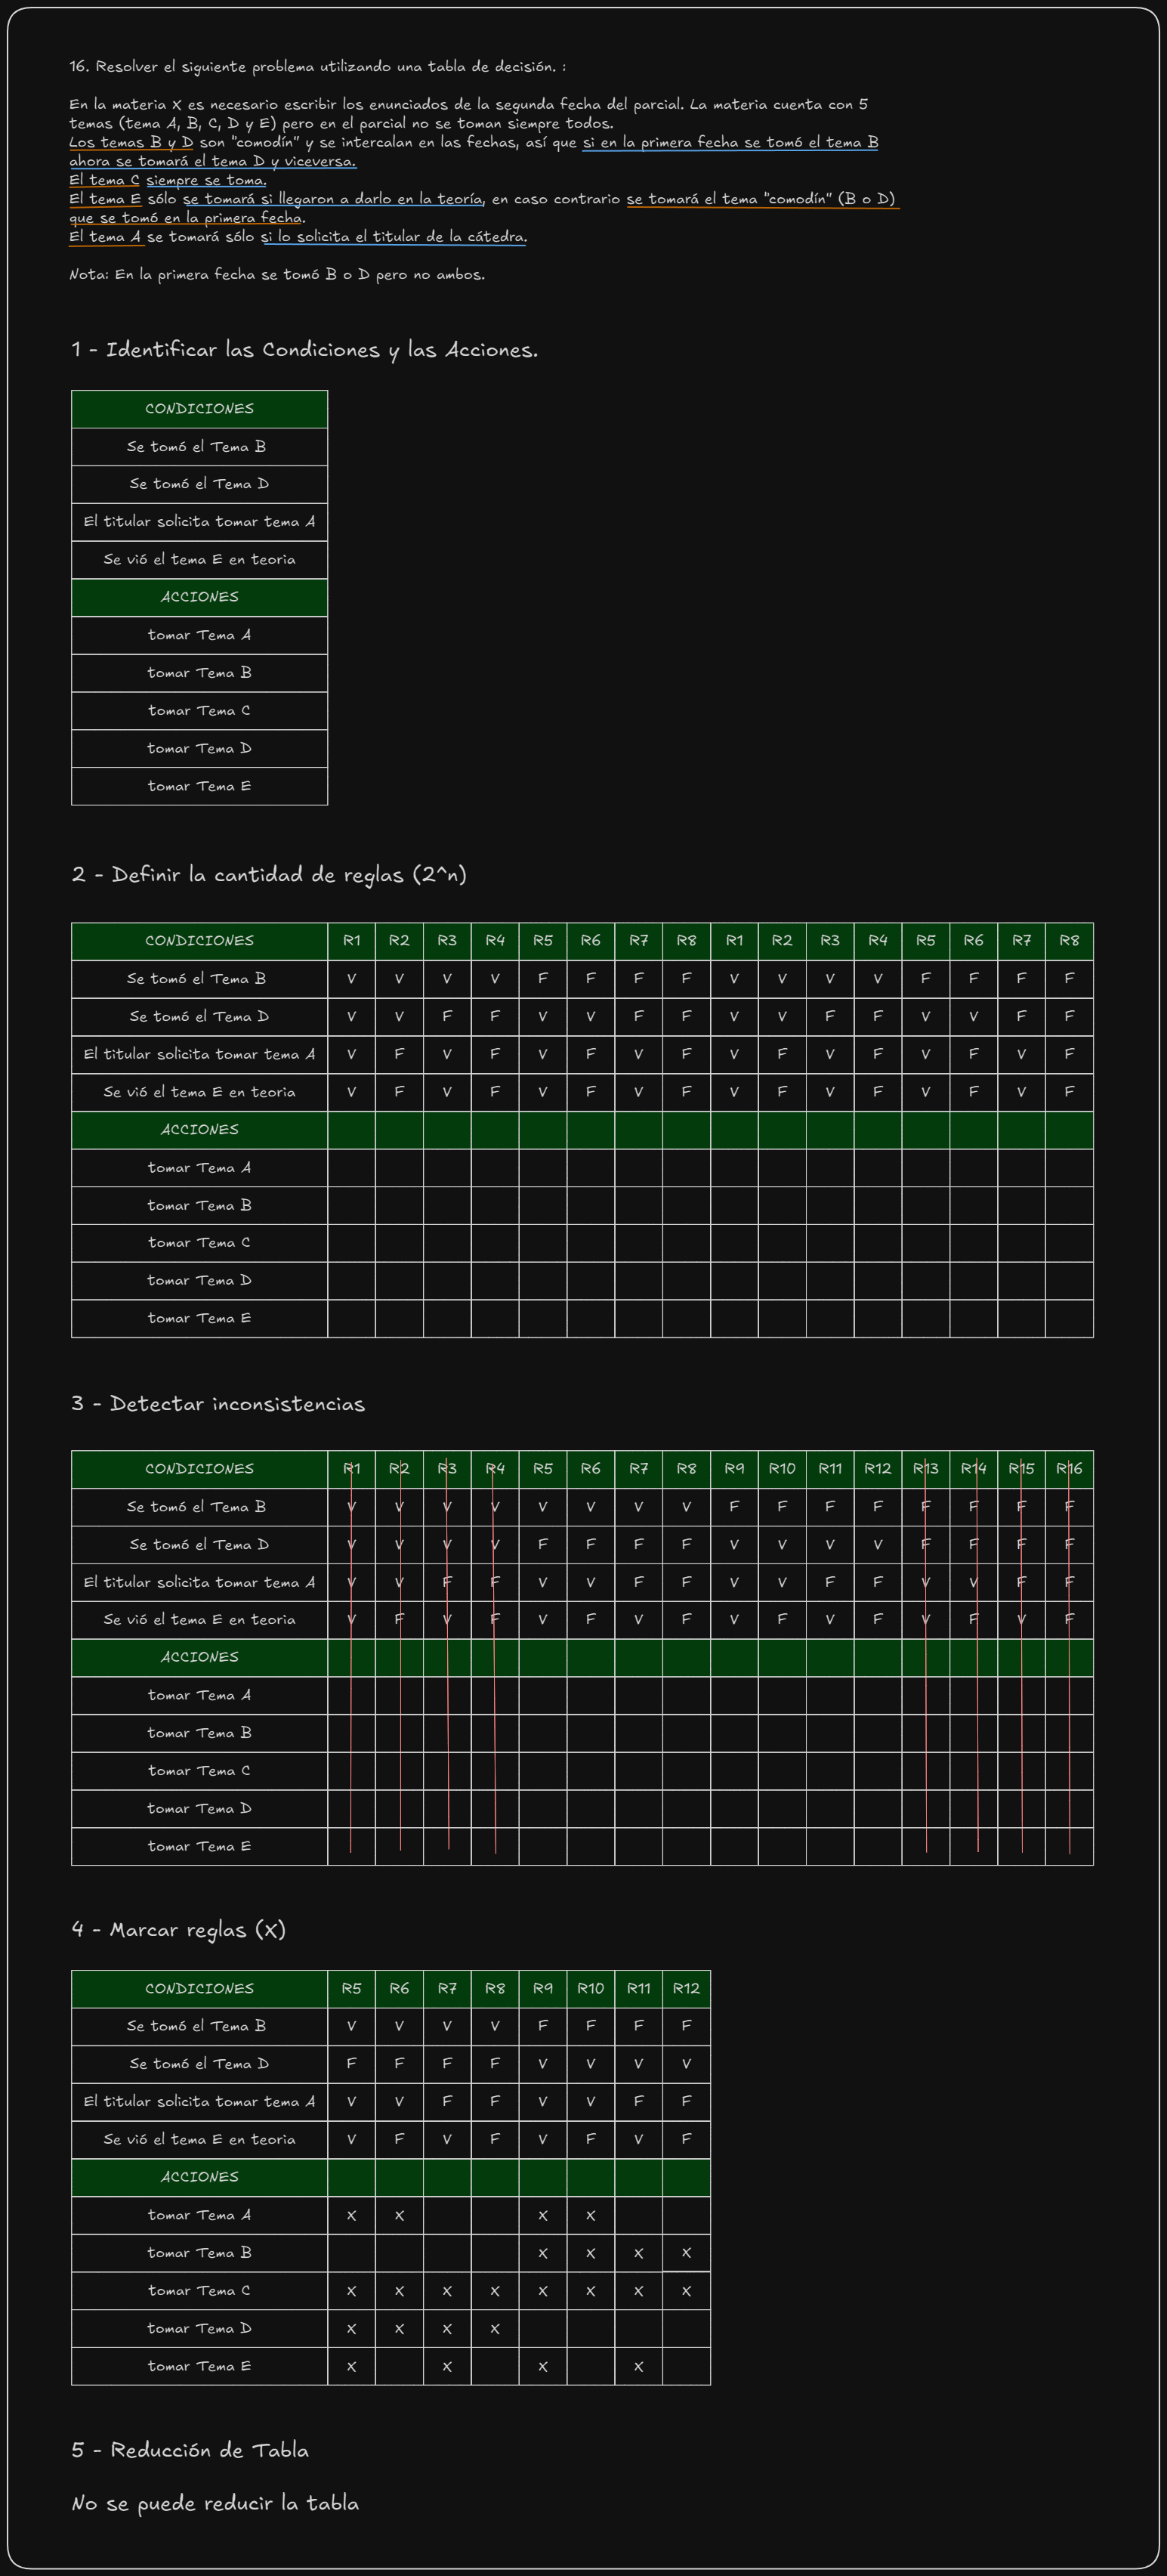 16. Resolver el siguiente problema utilizando una tabla de decisión. :
En la materia X es necesario escribir los enunciados de la segunda fecha del parcial. La materia cuenta con 5
temas (tema A, B, C, D y E) pero en el parcial no se toman siempre todos.
Los temas B y D son "comodín" y se intercalan en las fechas, así que si en la primera fecha se tomó el tema B
ahora se tomará el tema D y viceversa.
El tema C siempre se toma.
El tema E sólo se tomará si llegaron a darlo en la teoría, en caso contrario se tomará el tema "comodín" (B o D)
que se tomó en la primera fecha.
El tema A se tomará sólo si lo solicita el titular de la cátedra.
Nota: En la primera fecha se tomó B o D pero no ambos.
1 - Identificar las Condiciones y las Acciones.
CONDICIONES
Se tomó el Tema B
Se tomó el Tema D
El titular solicita tomar tema A
Se vió el tema E en teoria
ACCIONES
tomar Tema A
tomar Tema B
tomar Tema C
tomar Tema D
tomar Tema E
2 - Definir la cantidad de reglas (2^n)
CONDICIONES R1 R2 R3 R4 R5 R6 R7 R8 R1 R2 R3 R4 R5 R6 R7 R8
Se tomó el Tema B V V V V F F F F V V V V F F F F
Se tomó el Tema D V V F F V V F F V V F F V V F F
El titular solicita tomar tema A V F V F V F V F V F V F V F V F
Se vió el tema E en teoria V F V F V F V F V F V F V F V F
ACCIONES
tomar Tema A
tomar Tema B
tomar Tema C
tomar Tema D
tomar Tema E
3 - Detectar inconsistencias
CONDICIONES R1 R2 R3 R4 R5 R6 R7 R8 R9 R10 R11 R12 R13 R14 R15 R16
Se tomó el Tema B V V V V V V V V F F F F F F F F
Se tomó el Tema D V V V V F F F F V V V V F F F F
El titular solicita tomar tema A V V F F V V F F V V F F V V F F
Se vió el tema E en teoria V F V F V F V F V F V F V F V F
ACCIONES
tomar Tema A
tomar Tema B
tomar Tema C
tomar Tema D
tomar Tema E
4 - Marcar reglas (X)
CONDICIONES R5 R6 R7 R8 R9 R10 R11 R12
Se tomó el Tema B V V V V F F F F
Se tomó el Tema D F F F F V V V V
El titular solicita tomar tema A V V F F V V F F
Se vió el tema E en teoria V F V F V F V F
ACCIONES
tomar Tema A X X X X
tomar Tema B X X X X
tomar Tema C X X X X X X X X
tomar Tema D X X X X
tomar Tema E X X X X
5 - Reducción de Tabla
No se puede reducir la tabla